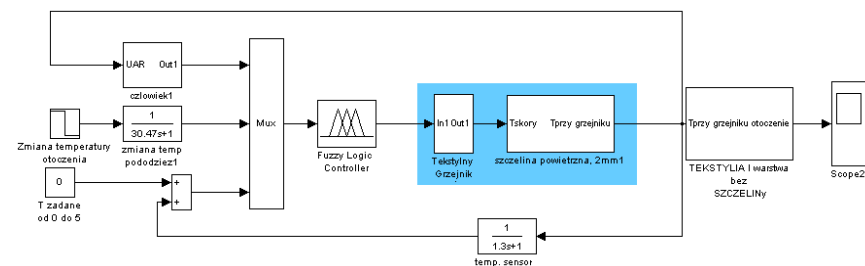 UAR Out1
czlowiek1
Zmiana temperatury
otoczenia
1
30.47s+1
zmiana temp
pododziez1
0
T zadane
od 0 do 5
+
+
Mux
Fuzzy Logic
Controller
In1 Out1
Tekstylny
Grzejnik
Tskory Tprzy grzejniku
szczelina powietrzna, 2mm1
Tprzy grzejniku otoczenie
TEKSTYLIA I warstwa
bez
SZCZELINy
Scope2
1
1.3s+1
temp. sensor